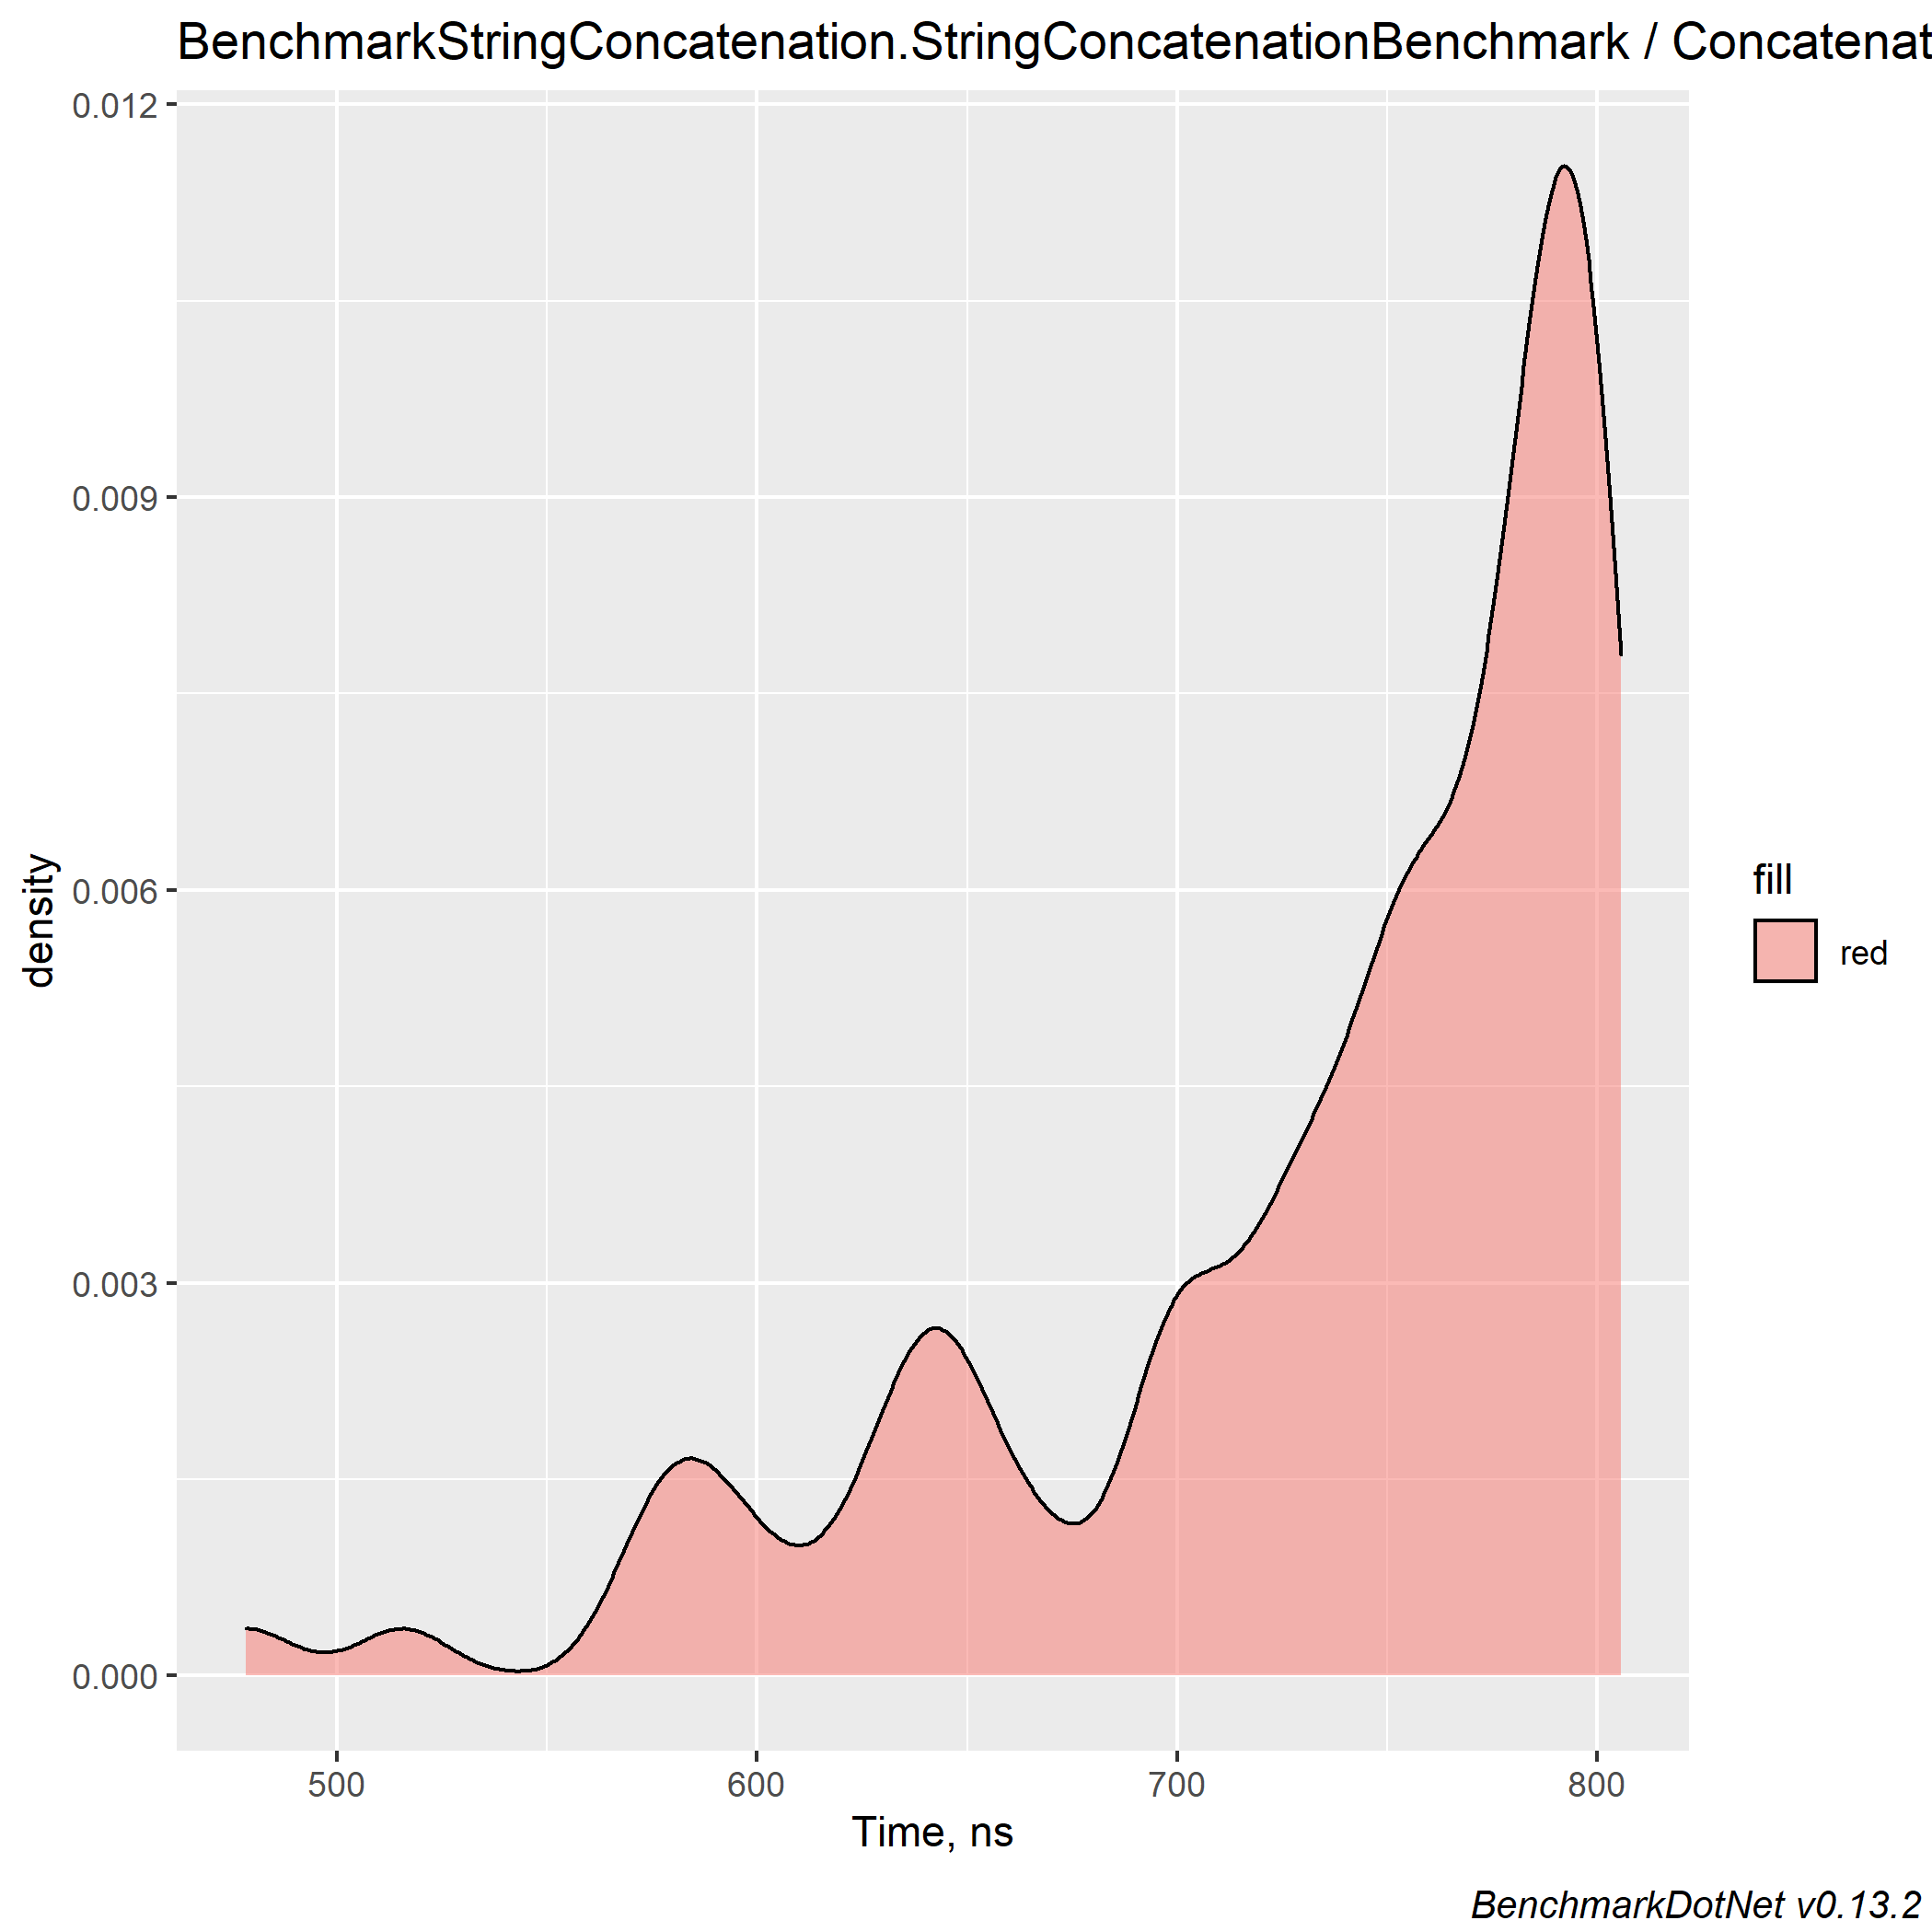 BenchmarkStringConcatenation.StringConcatenationBenchmark / Concatenat
0.012
0.009
0.006
0.003
0.000
density
500 600 700 800
Time, ns
fill
red
BenchmarkDotNet v0.13.2